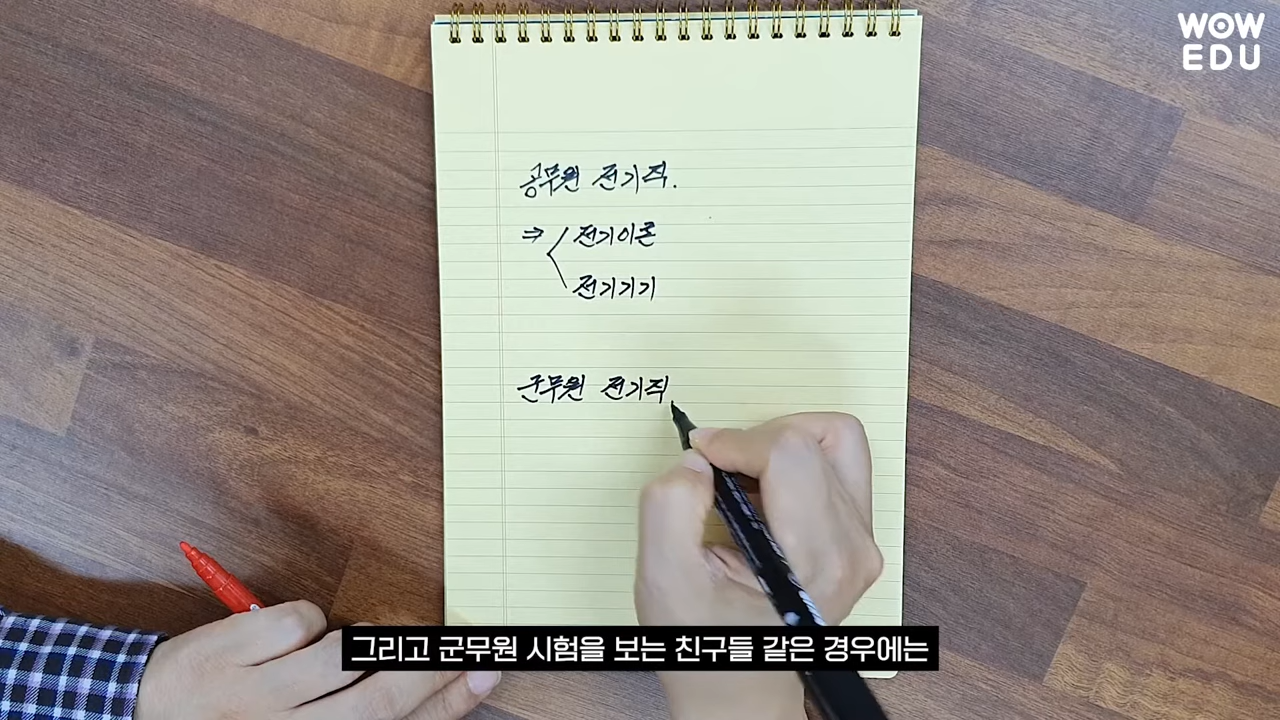 WOW
EDU
공무원 전기직.
⇒ 전기이론
전기기기
군무원 전기직
그리고 군무원 시험을 보는 친구들 같은 경우에는